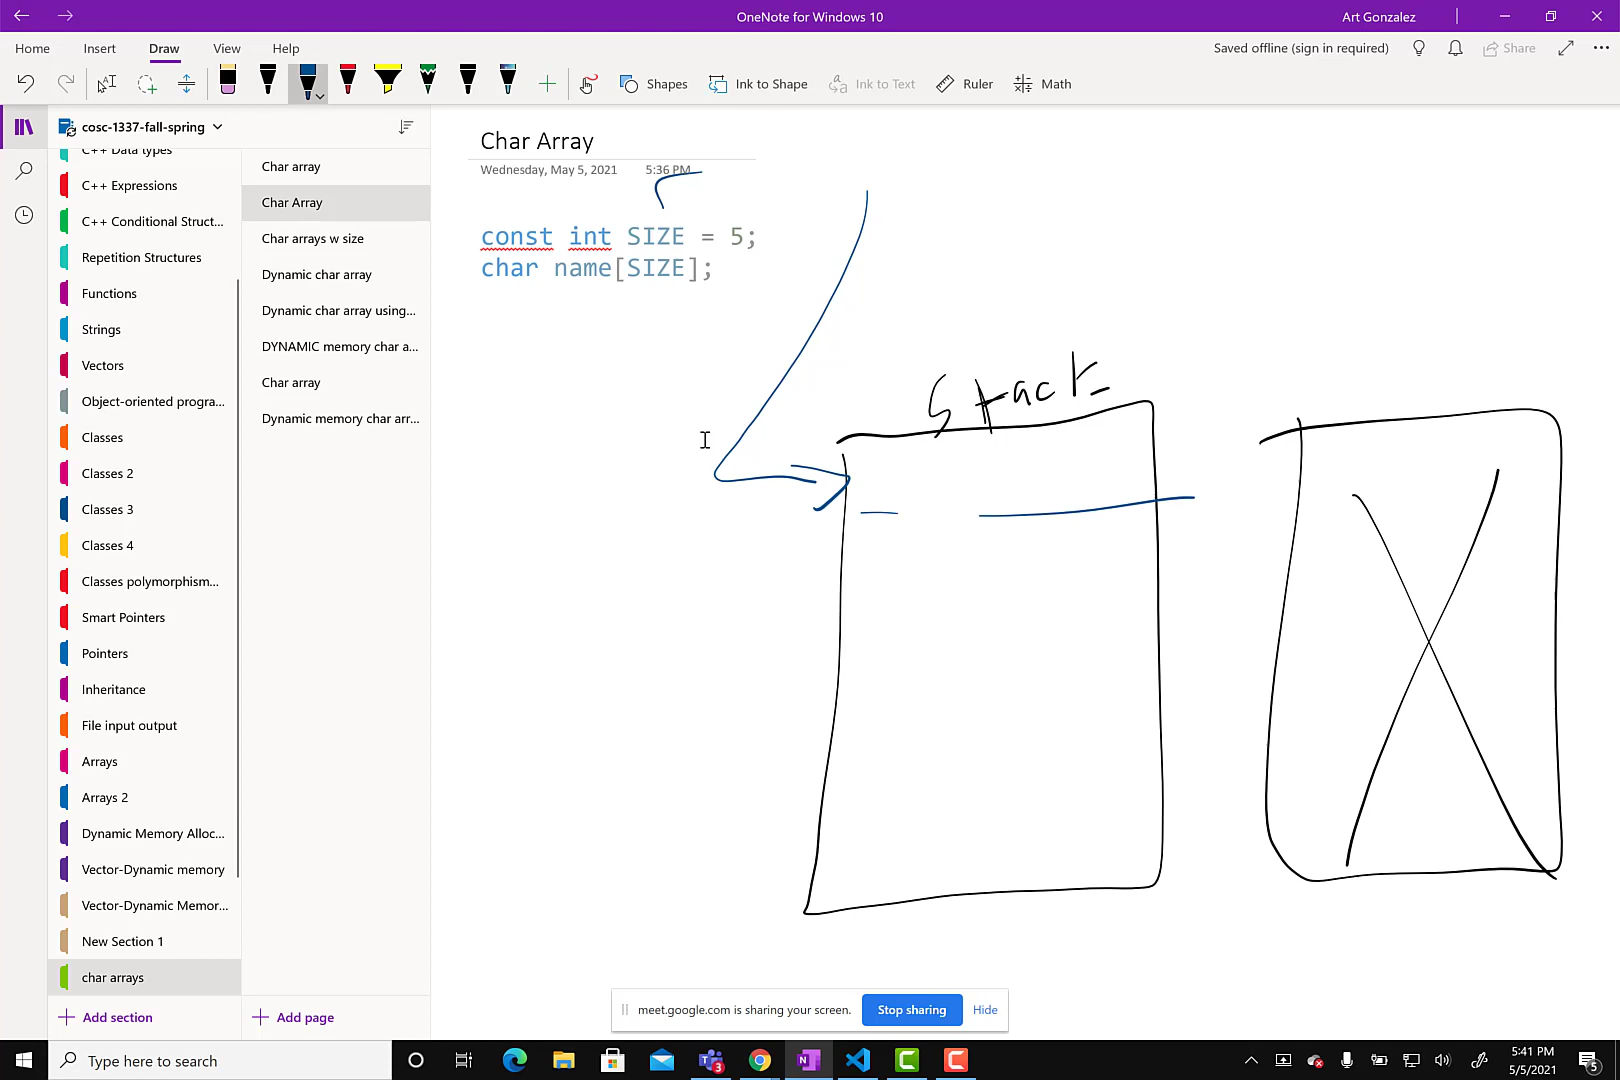 OneNote for Windows 10
Art Gonzalez
Home Insert Draw View Help
Saved offline (sign in required)
Share
Shapes
Ink to Shape
Ink to Text
Ruler
Math
cosc-1337-fall-spring
C++ Data types
C++ Expressions
C++ Conditional Struct...
Repetition Structures
Functions
Strings
Vectors
Object-oriented progra...
Classes
Classes 2
Classes 3
Classes 4
Classes polymorphism...
Smart Pointers
Pointers
Inheritance
File input output
Arrays
Arrays 2
Dynamic Memory Alloc...
Vector-Dynamic memory
Vector-Dynamic Memor...
New Section 1
char arrays
Add section
Char array
Char Array
Char arrays w size
Dynamic char array
Dynamic char array using...
DYNAMIC memory char a...
Char array
Dynamic memory char arr...
Add page
Char Array
Wednesday, May 5, 2021 5:36 PM
const int SIZE = 5;
char name[SIZE];
Stack
meet.google.com is sharing your screen.
Stop sharing
Hide
Type here to search
3
N
5:41 PM
5/5/2021
5